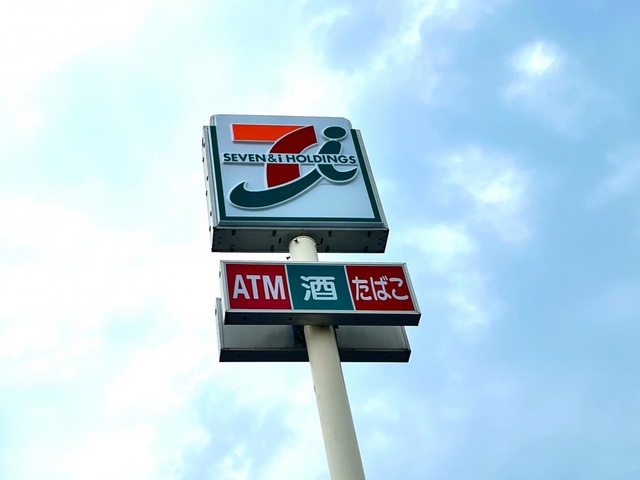 SEVEN&i HOLDINGS
ATM 酒 たばこ